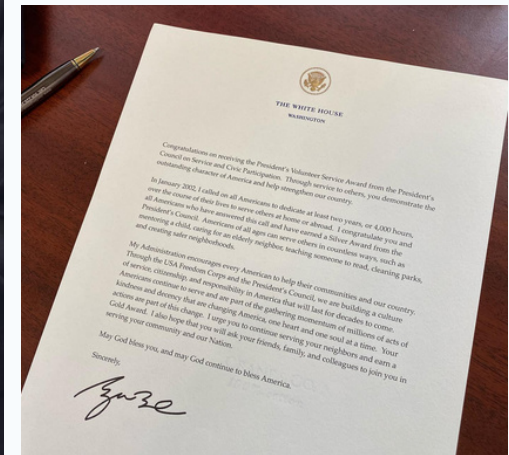 THE WHITE HOUSE
WASHINGTON
Congratulations on receiving the President's Volunteer Service Award from the President's
Council on Service and Civic Participation. Through service to others, you demonstrate the
outstanding character of America and help strengthen our country.
In January 2002, I called on all Americans to dedicate at least two years, or 4,000 hours,
over the course of their lives to serve others at home or abroad. I congratulate you and
all Americans who have answered this call and have earned a Silver Award from the
President's Council. Americans of all ages can serve others in countless ways, such as
mentoring a child, caring for an elderly neighbor, teaching someone to read, cleaning parks,
and creating safer neighborhoods.
My Administration encourages every American to help their communities and our country.
Through the USA Freedom Corps and the President's Council, we are building a culture
of service, citizenship, and responsibility in America that will last for decades to come.
Americans continue to serve and are part of the gathering momentum of millions of acts of
kindness and decency that are changing America, one heart and one soul at a time. Your
actions are part of this change. I urge you to continue serving your neighbors and earn a
Gold Award. I also hope that you will ask your friends, family, and colleagues to join you in
serving your community and our Nation.
May God bless you, and may God continue to bless America.
Sincerely,